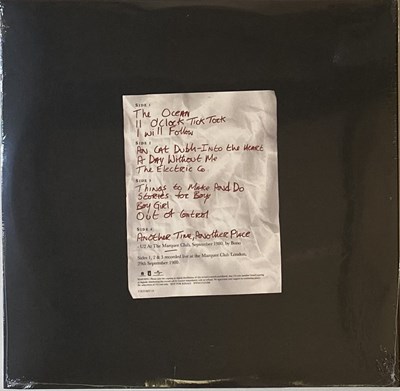 Side 1
The Ocean
11 O'Clock Tick Tock
I Will Follow
Side 2
An Cat Dubh-Into the Heart
A Day Without Me
The Electric Co.
Side 3
Things to Make And Do
Stories for Boys
Boy Girl
Out of Control
Side 4
Another Time, Another Place
- U2 At The Marquee Club, September 1980, by Bono
Sides 1, 2 & 3 recorded live at the Marquee Club London,